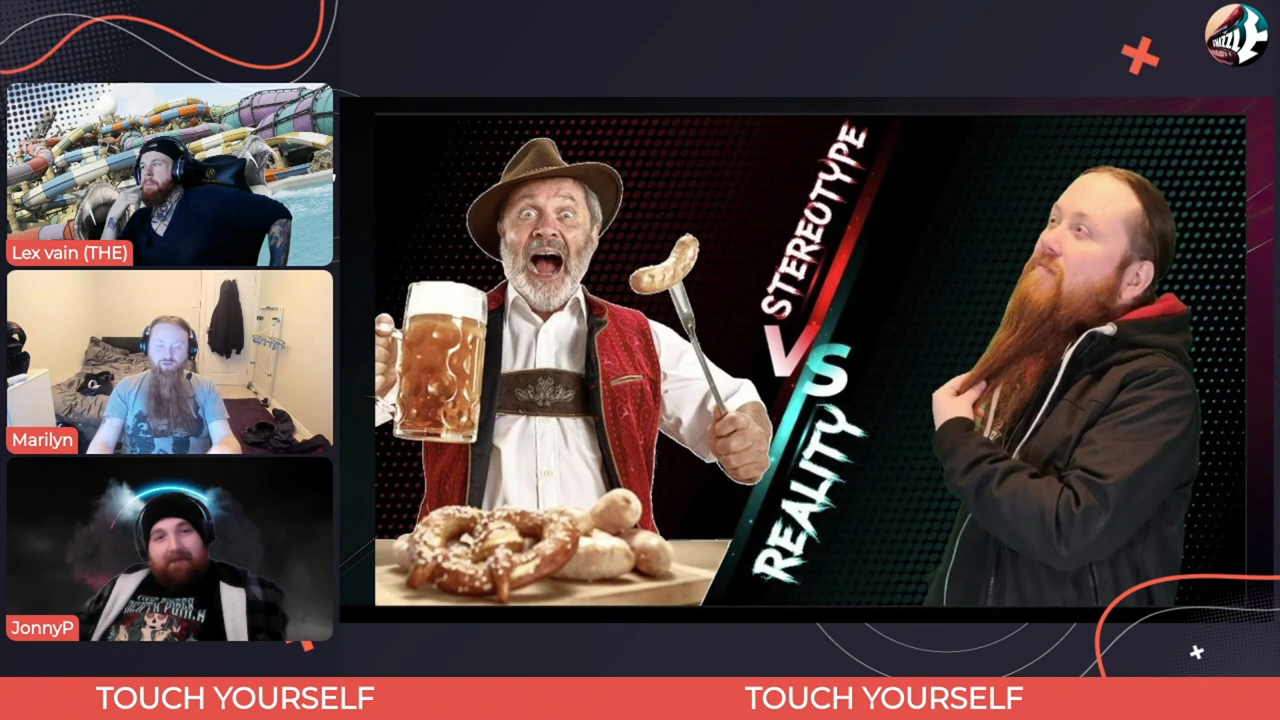 Lex vain (THE)
Marilyn
JonnyP
STEREOTYPE
VS
REALITY
TOUCH YOURSELF
TOUCH YOURSELF